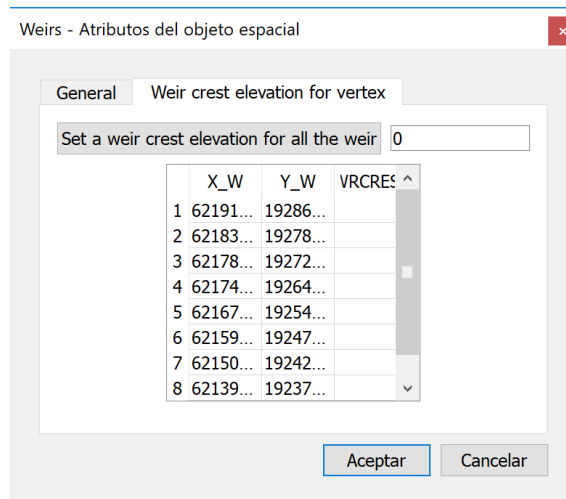 Weirs - Atributos del objeto espacial
General Weir crest elevation for vertex
Set a weir crest elevation for all the weir 0
X_W Y_W WRCRES
1 62191... 19286...
2 62183... 19278...
3 62178... 19272...
4 62174... 19264...
5 62167... 19254...
6 62159... 19247...
7 62150... 19242...
8 62139... 19237...
Aceptar Cancelar